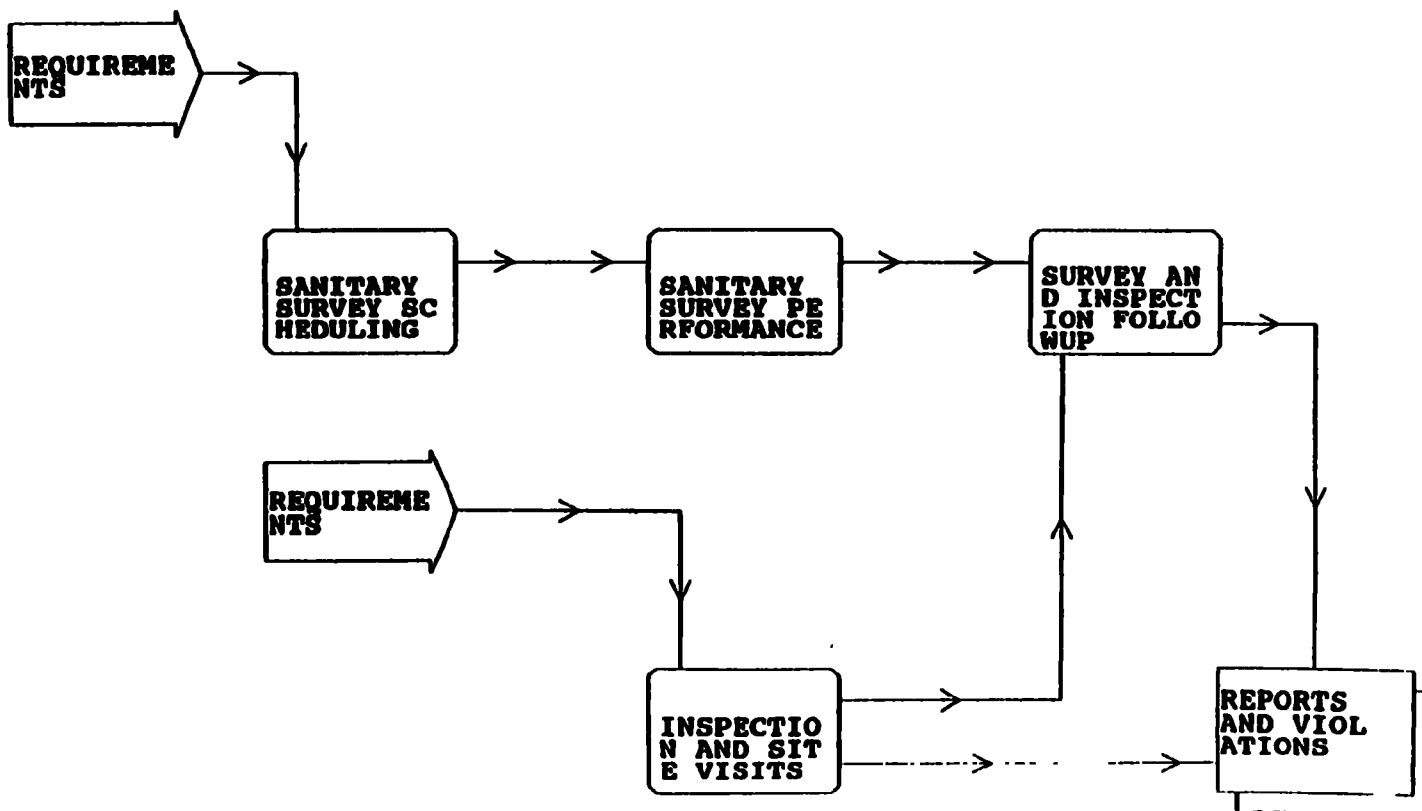 REQUIREME
NTS
SANITARY
SURVEY SC
HEDULING
SANITARY
SURVEY PE
RFORMANCE
SURVEY AN
D INSPECT
ION FOLLO
WUP
REQUIREME
NTS
INSPECTIO
N AND SIT
E VISITS
REPORTS
AND VIOL
ATIONS